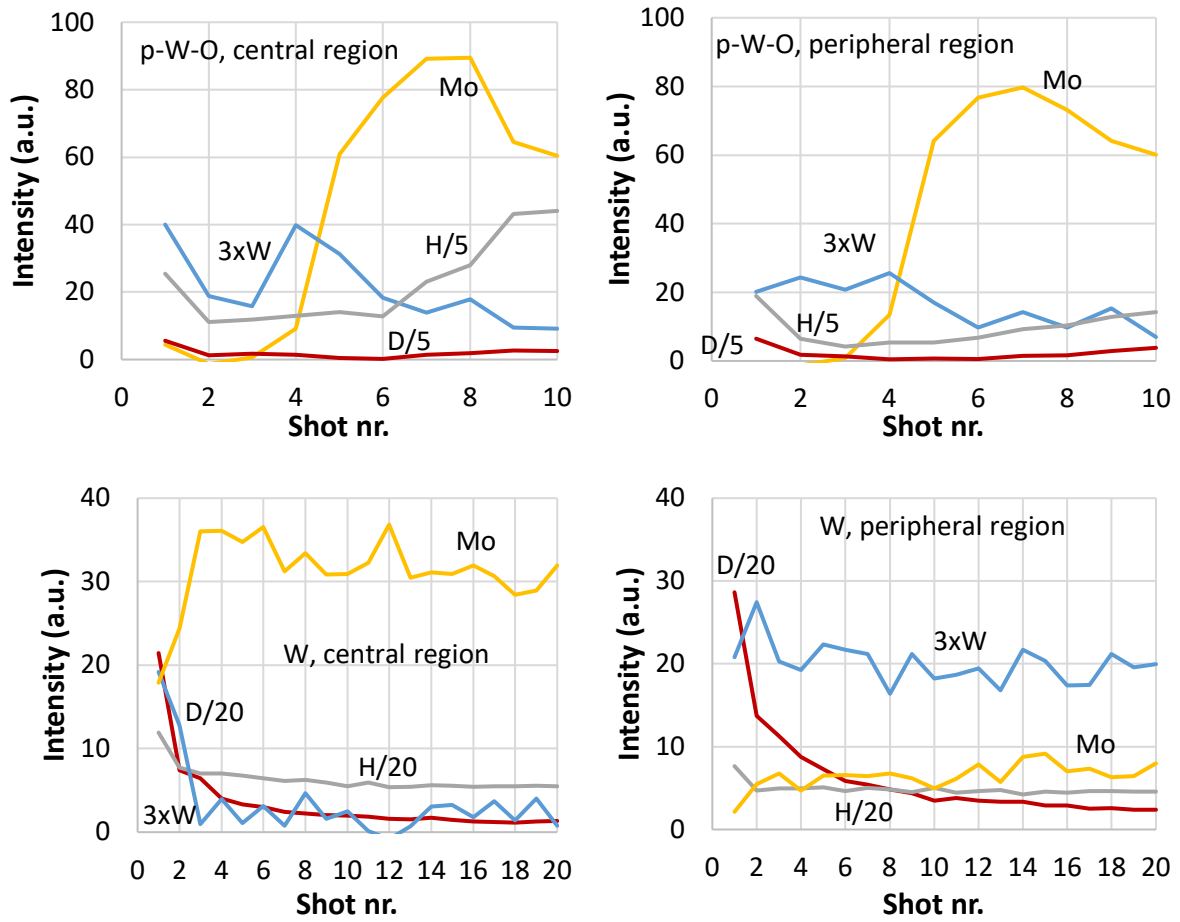 p-W-O, central region
Mo
3xW
H/5
D/5
Intensity (a.u.)
100
80
60
40
20
0
0 2 4 6 8 10
Shot nr.
p-W-O, peripheral region
Mo
3xW
H/5
D/5
Intensity (a.u.)
100
80
60
40
20
0
0 2 4 6 8 10
Shot nr.
Mo
W, central region
D/20
H/20
3xW
Intensity (a.u.)
40
30
20
10
0
0 2 4 6 8 10 12 14 16 18 20
Shot nr.
W, peripheral region
D/20
3xW
Mo
H/20
Intensity (a.u.)
40
30
20
10
0
0 2 4 6 8 10 12 14 16 18 20
Shot nr.